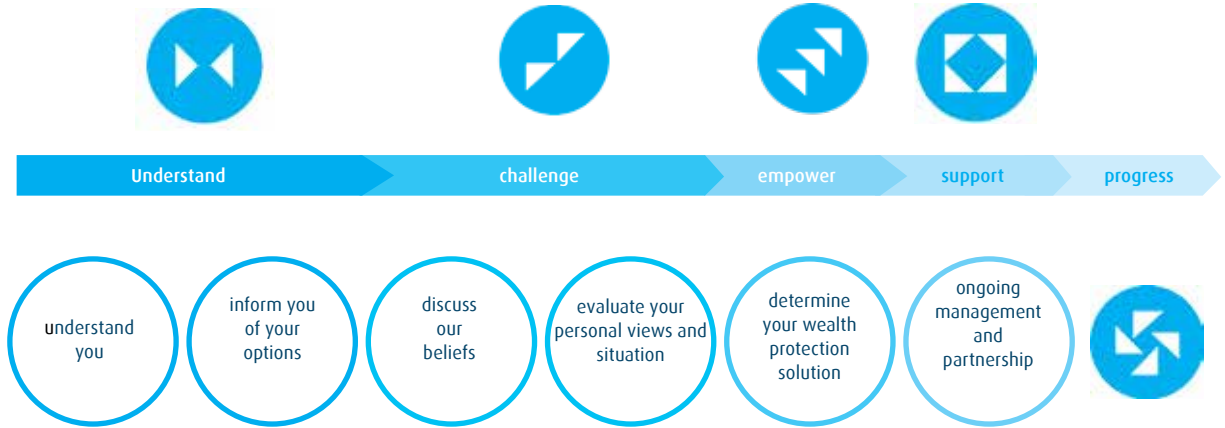 Understand
challenge
empower
support
progress
understand
you
inform you
of your
options
discuss
our
beliefs
evaluate your
personal views and
situation
determine
your wealth
protection
solution
ongoing
management
and
partnership